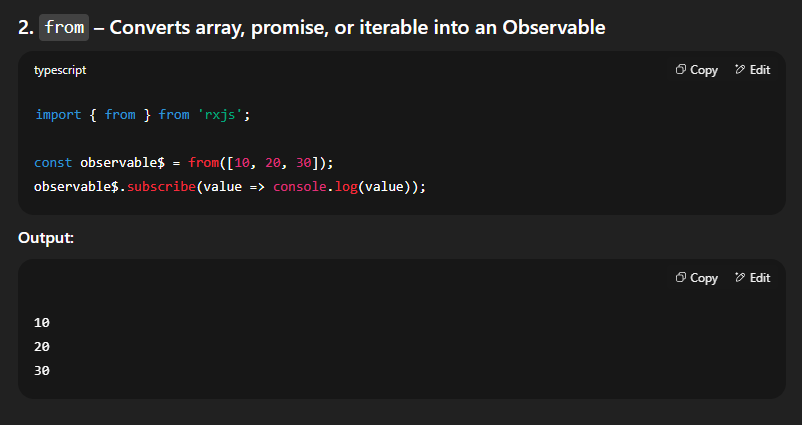 2. from – Converts array, promise, or iterable into an Observable
typescript
Copy
Edit
import { from } from 'rxjs';
const observable$ = from([10, 20, 30]);
observable$.subscribe(value => console.log(value));
Output:
Copy
Edit
10
20
30